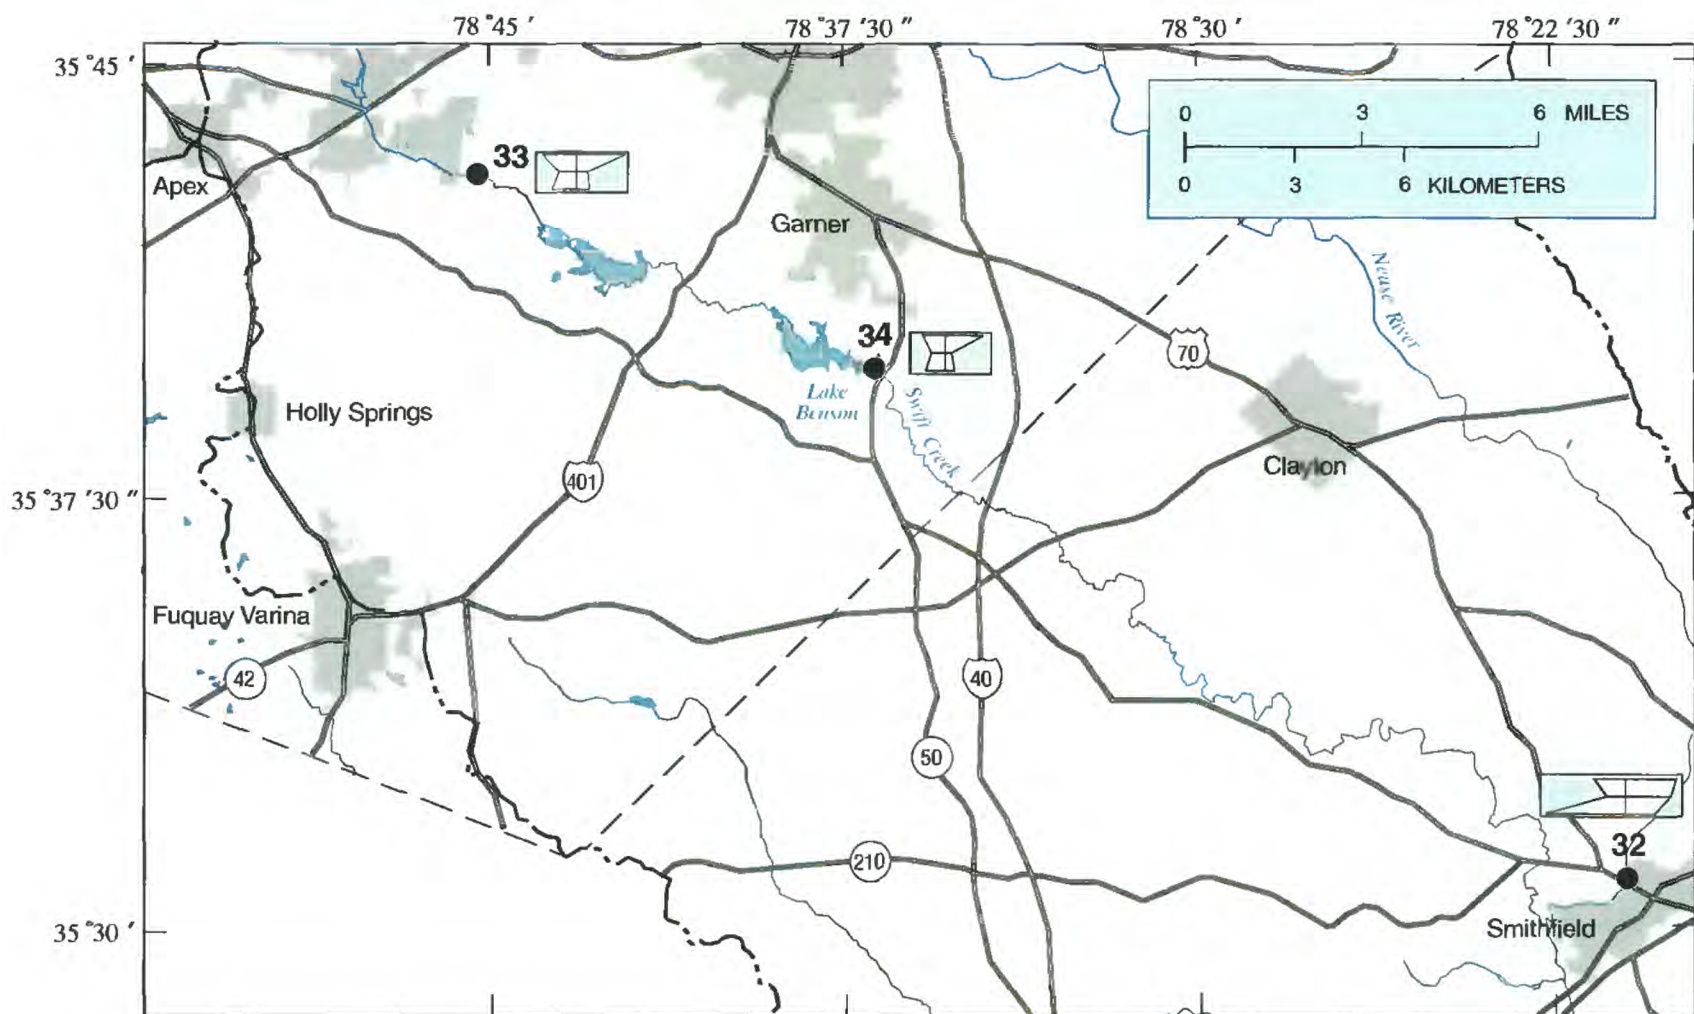 78°45' 78°37'30" 78°30' 78°22'30"
35°45'
0 3 6 MILES
0 3 6 KILOMETERS
33
Apex
Garner
Neuse River
34
70
Lake
Benson
Swift Creek
Holly Springs
Clayton
401
35°37'30"
Fuquay Varina
42
40
50
32
210
Smithfield
35°30'